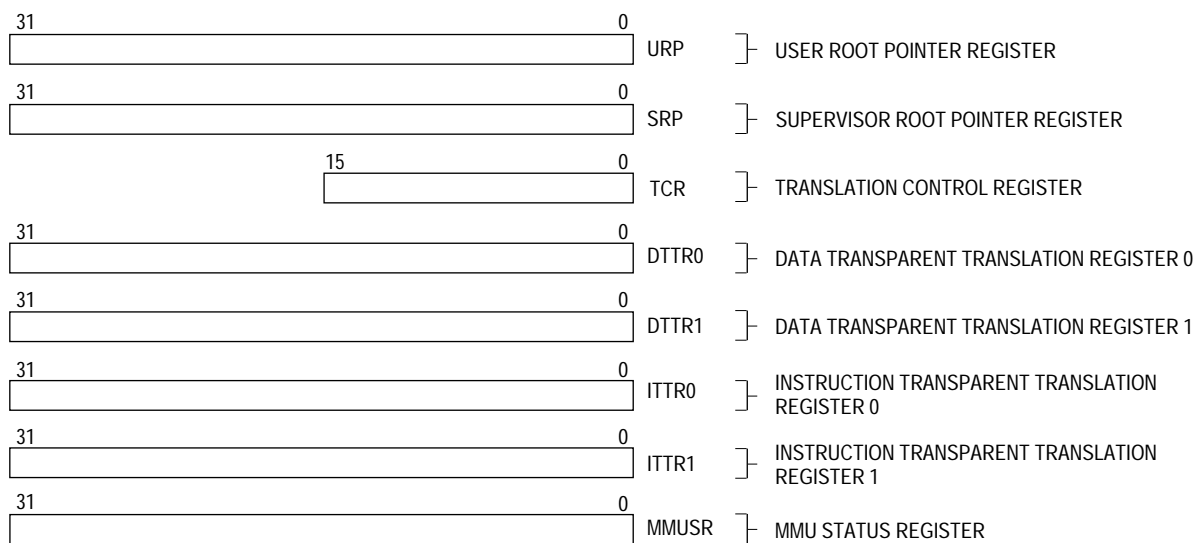 31 0
URP USER ROOT POINTER REGISTER
31 0
SRP SUPERVISOR ROOT POINTER REGISTER
15 0
TCR TRANSLATION CONTROL REGISTER
31 0
DTTR0 DATA TRANSPARENT TRANSLATION REGISTER 0
31 0
DTTR1 DATA TRANSPARENT TRANSLATION REGISTER 1
31 0
ITTR0 INSTRUCTION TRANSPARENT TRANSLATION
REGISTER 0
31 0
ITTR1 INSTRUCTION TRANSPARENT TRANSLATION
REGISTER 1
31 0
MMUSR MMU STATUS REGISTER